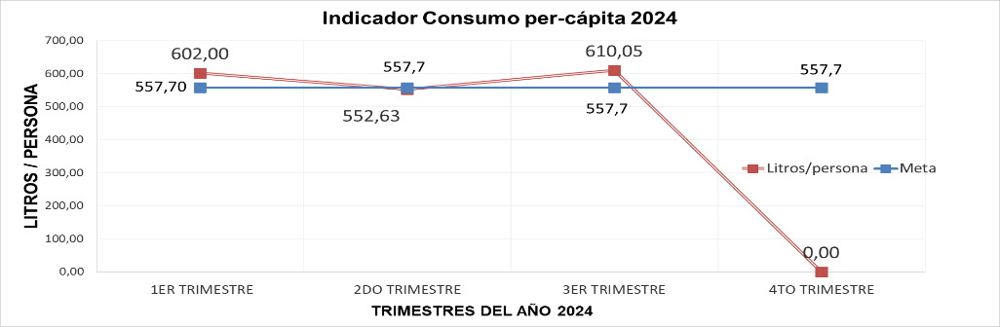 Indicador Consumo per-cápita 2024
LITROS / PERSONA
700,00
600,00
500,00
400,00
300,00
200,00
100,00
0,00
602,00
557,70
557,7
552,63
610,05
557,7
557,7
0,00
Litros/persona
Meta
1ER TRIMESTRE
2DO TRIMESTRE
3ER TRIMESTRE
4TO TRIMESTRE
TRIMESTRES DEL AÑO 2024